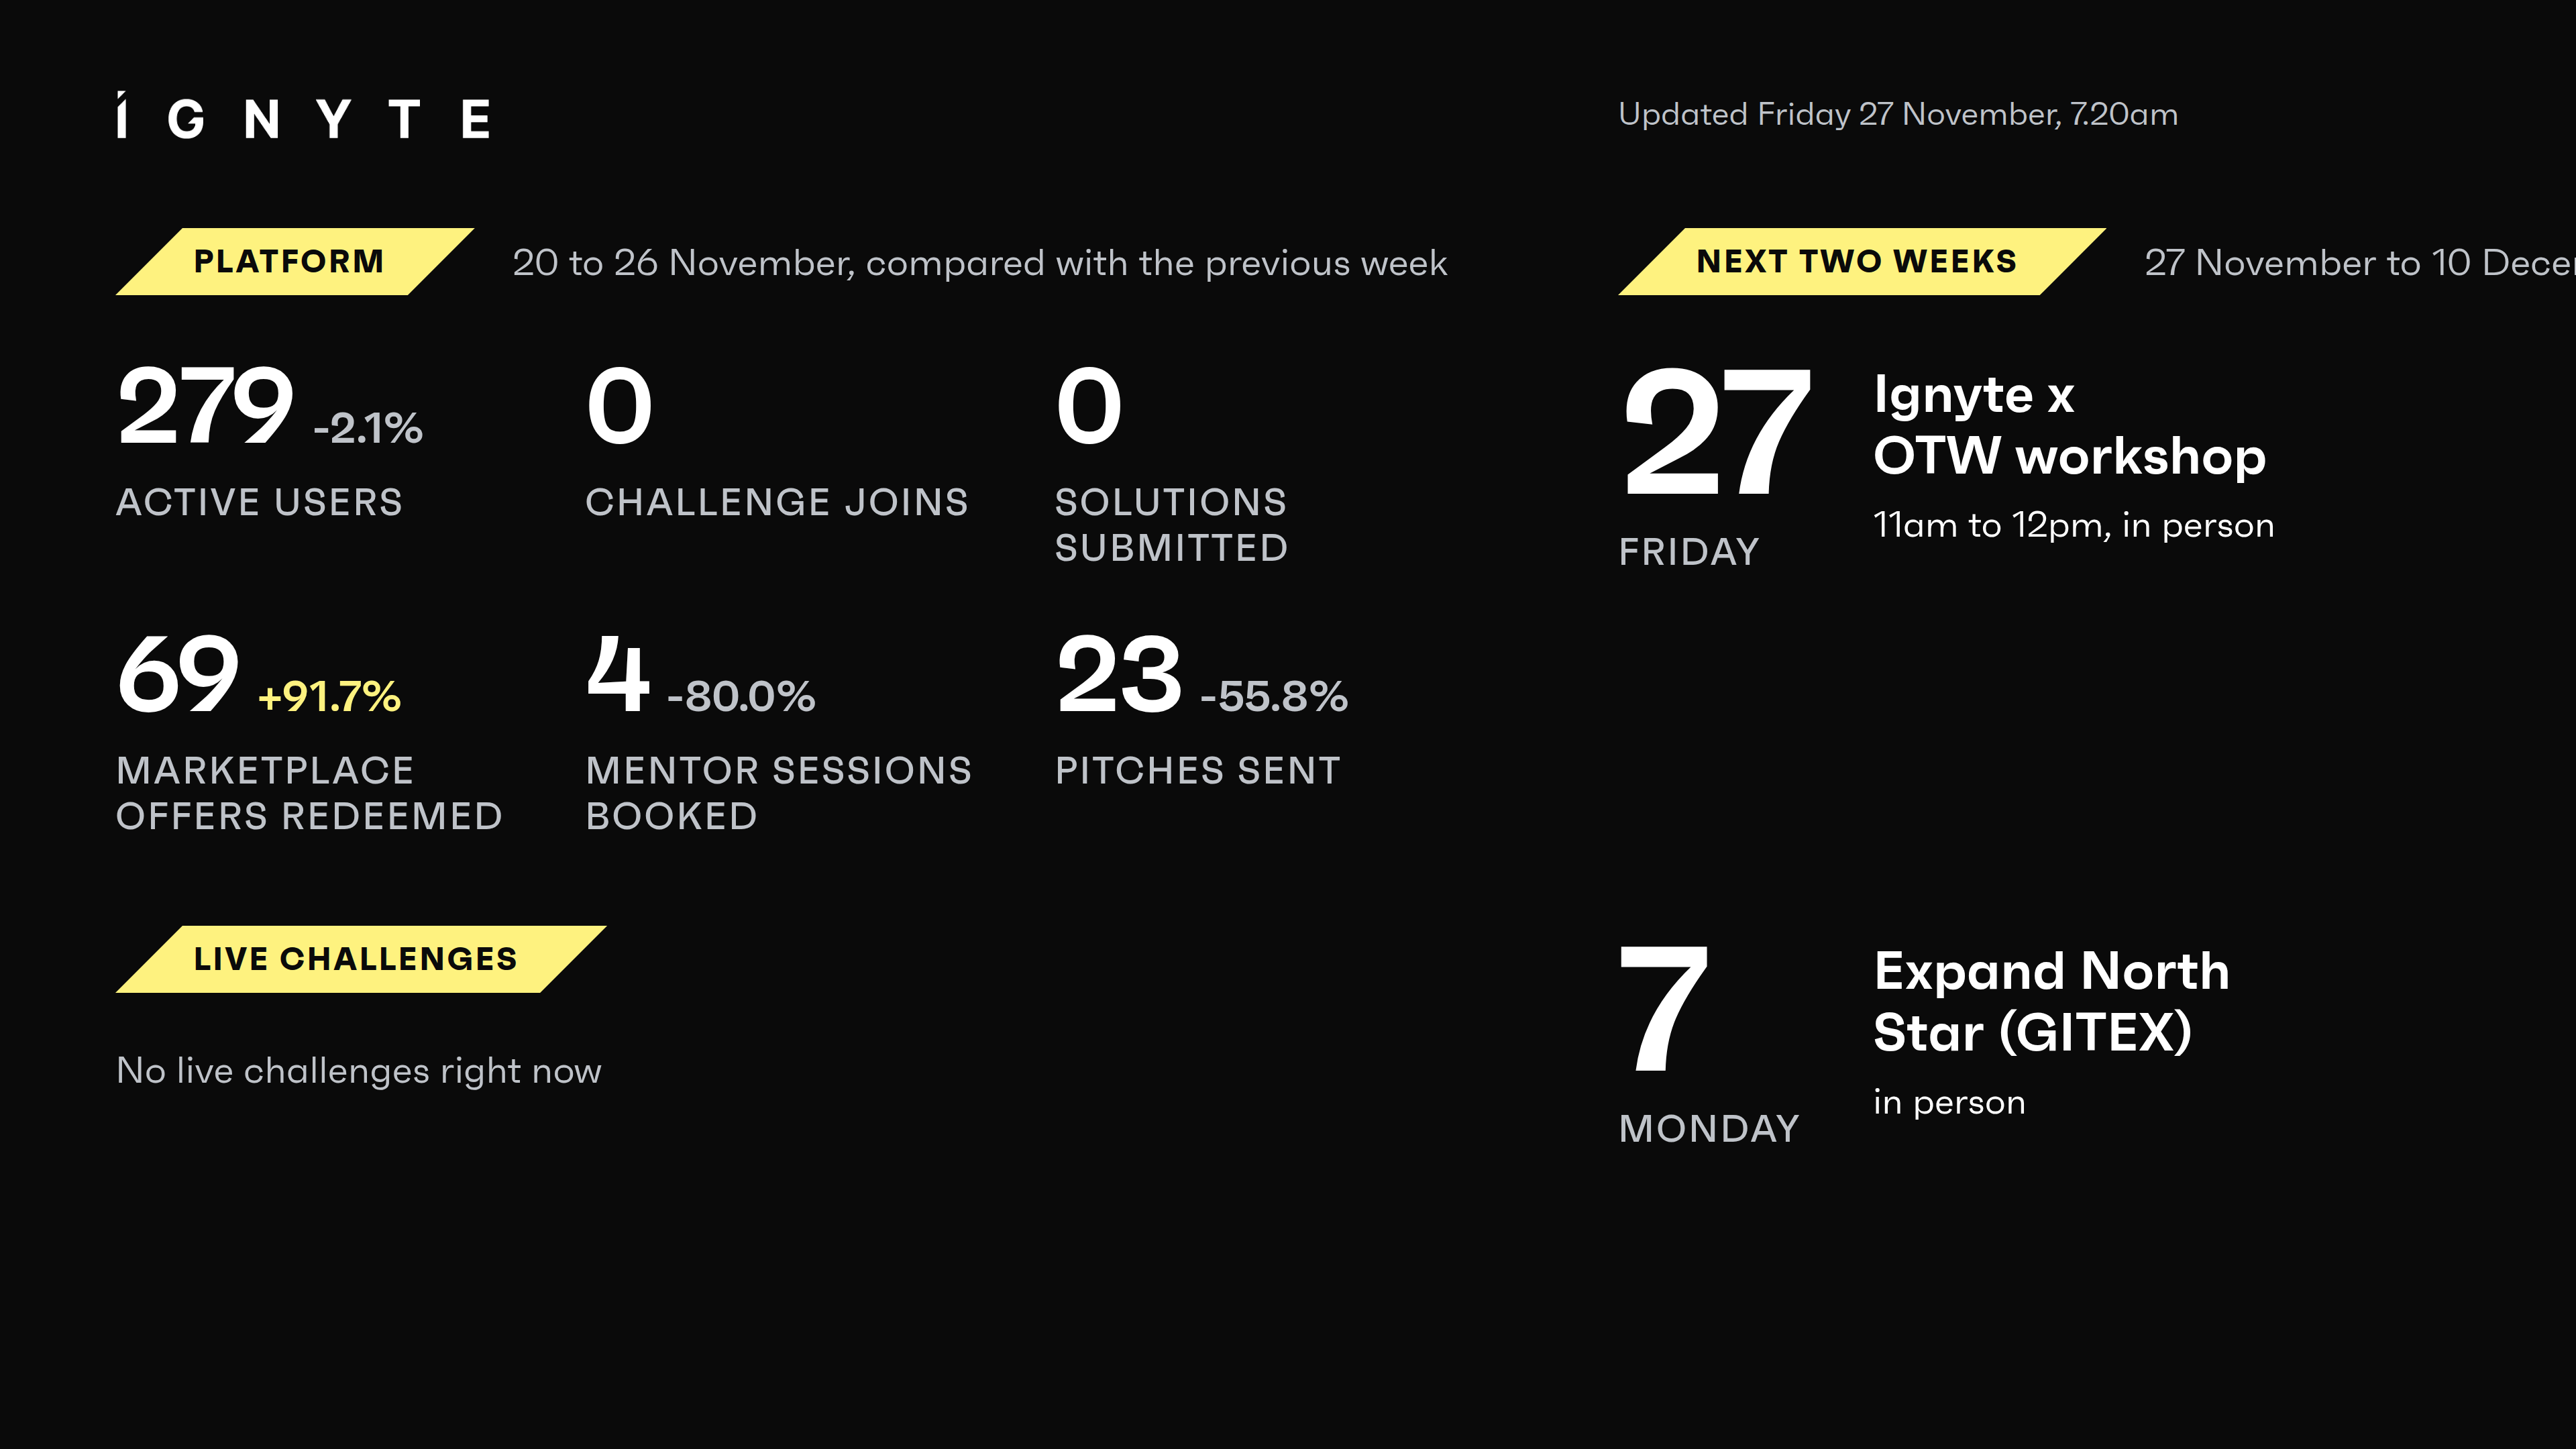 IGNYTE
Updated Friday 27 November, 7.20am
PLATFORM
20 to 26 November, compared with the previous week
279 -2.1%
ACTIVE USERS
0
CHALLENGE JOINS
0
SOLUTIONS
SUBMITTED
69 +91.7%
MARKETPLACE
OFFERS REDEEMED
4 -80.0%
MENTOR SESSIONS
BOOKED
23 -55.8%
PITCHES SENT
LIVE CHALLENGES
No live challenges right now
NEXT TWO WEEKS
27 November to 10
27
FRIDAY
Ignyte x
OTW workshop
11am to 12pm, in person
7
MONDAY
Expand North
Star (GITEX)
in person